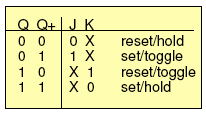 Q Q+ J K
0 0 0 X reset/hold
0 1 1 X set/toggle
1 0 X 1 reset/toggle
1 1 X 0 set/hold